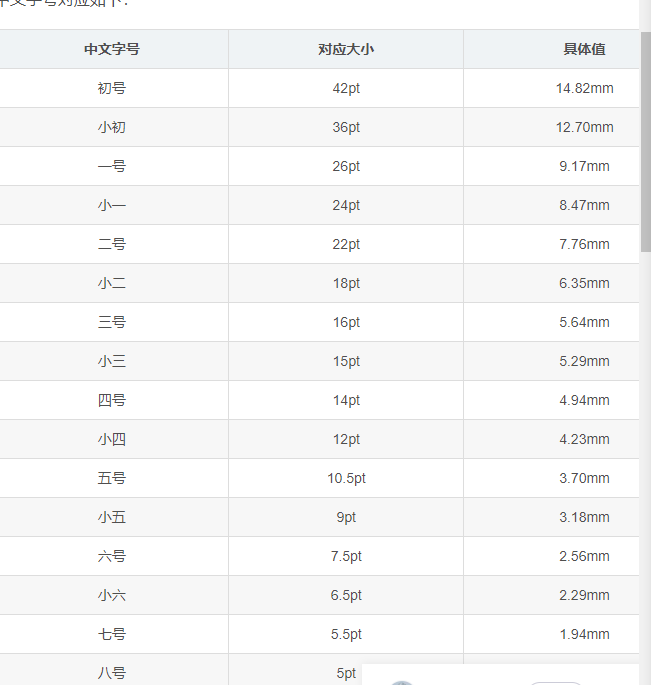 中文字号对应如下：
中文字号 对应大小 具体值
初号 42pt 14.82mm
小初 36pt 12.70mm
一号 26pt 9.17mm
小一 24pt 8.47mm
二号 22pt 7.76mm
小二 18pt 6.35mm
三号 16pt 5.64mm
小三 15pt 5.29mm
四号 14pt 4.94mm
小四 12pt 4.23mm
五号 10.5pt 3.70mm
小五 9pt 3.18mm
六号 7.5pt 2.56mm
小六 6.5pt 2.29mm
七号 5.5pt 1.94mm
八号 5pt